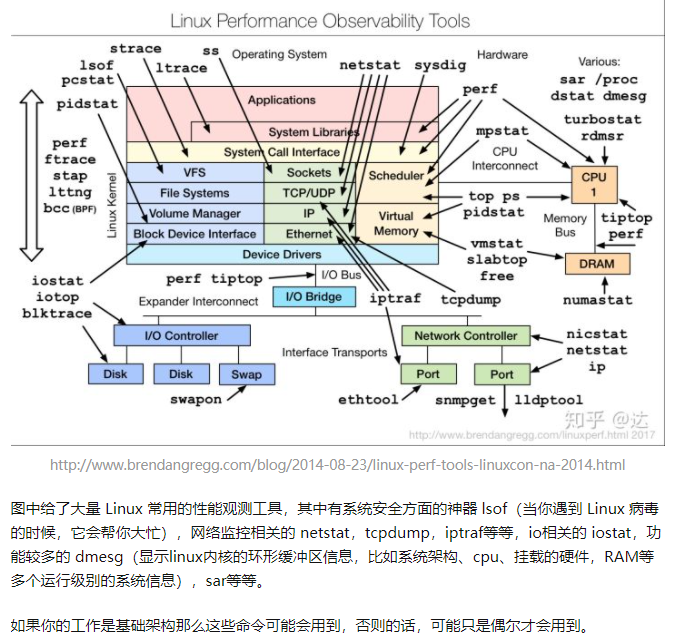 Linux Performance Observability Tools
strace
ss
Operating System
Hardware
Various:
lsof
ltrace
netstat
sysdig
sar /proc
pcstat
dstat dmesg
pidstat
perf
Applications
turbostat
rdmsr
System Libraries
mpstat
perf
ftrace
stap
lttng
bcc (BPF)
Linux Kernel
System Call Interface
CPU
Interconnect
VFS
Sockets
Scheduler
CPU
1
File Systems
TCP/UDP
top ps
pidstat
Volume Manager
IP
Virtual
Memory
Memory
Bus
tiptop
perf
Block Device Interface
Ethernet
vmstat
slabtop
free
Device Drivers
DRAM
iostat
iotop
blktrace
perf tiptop
I/O Bus
I/O Bridge
iptraf
tcpdump
numastat
Expander Interconnect
I/O Controller
Network Controller
nicstat
netstat
ip
Interface Transports
Disk
Disk
Swap
Port
Port
swapon
ethtool
snmpget
lldptool
知乎 @达
http://www.brendangregg.com/linuxperf.html 2017
http://www.brendangregg.com/blog/2014-08-23/linux-perf-tools-linuxcon-na-2014.html
图中给了大量 Linux 常用的性能观测工具，其中有系统安全方面的神器 lsof（当你遇到 Linux 病毒
的时候，它会帮你大忙），网络监控相关的 netstat，tcpdump，iptraf等等，io相关的 iostat，功
能较多的 dmesg（显示linux内核的环形缓冲区信息，比如系统架构、cpu、挂载的硬件，RAM等
多个运行级别的系统信息），sar等等。
如果你的工作是基础架构那么这些命令可能会用到，否则的话，可能只是偶尔才会用到。